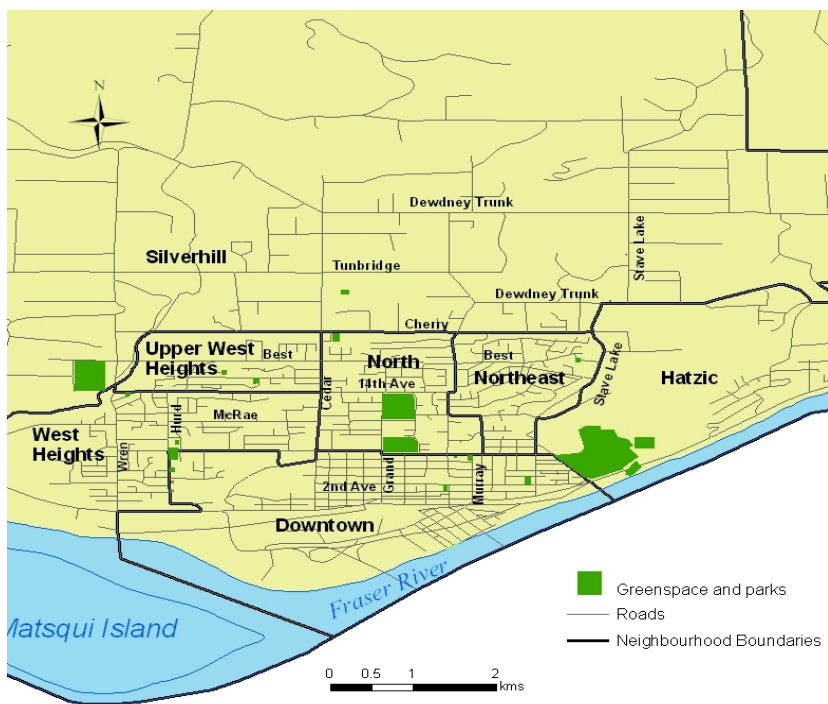 N
Dewdney Trunk
Stave Lake
Silverhill
Tunbridge
Dewdney Trunk
Cherry
Upper West
Heights
Best
North
Best
14th Ave
Northeast
Hatzic
Stave Lake
Cedar
McRae
Hurd
West
Heights
Wren
2nd Ave
Grand
Murray
Downtown
Fraser River
Matsqui Island
Greenspace and parks
Roads
Neighbourhood Boundaries
0 0.5 1 2
kms